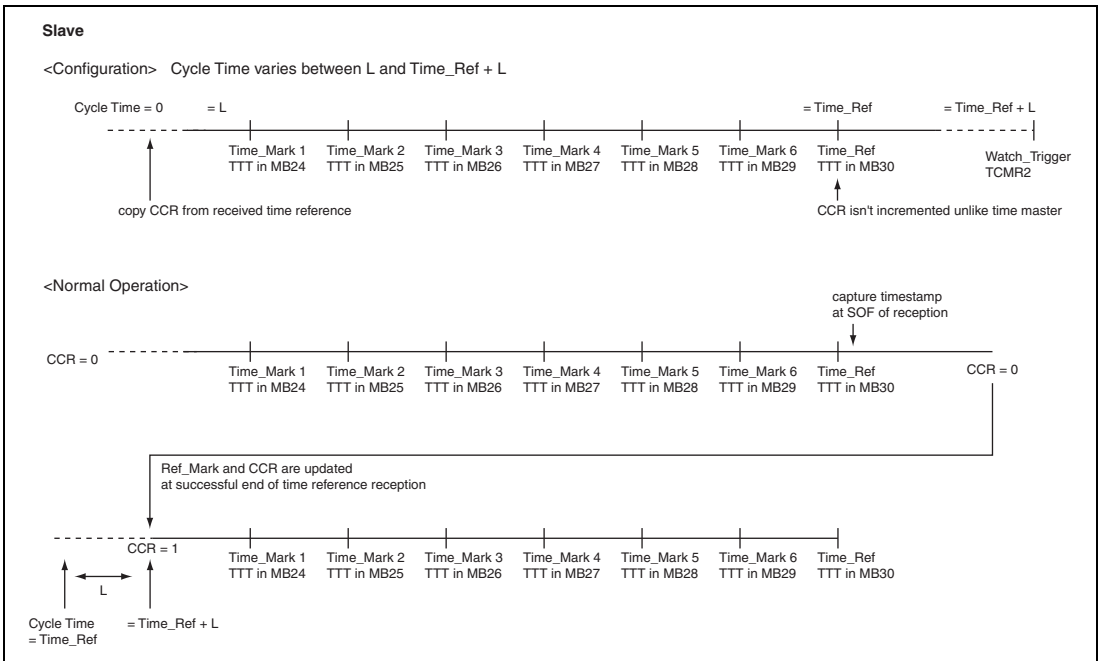 Slave
<Configuration> Cycle Time varies between L and Time_Ref + L
Cycle Time = 0
= L
= Time_Ref
= Time_Ref + L
Time_Mark 1
TTT in MB24
Time_Mark 2
TTT in MB25
Time_Mark 3
TTT in MB26
Time_Mark 4
TTT in MB27
Time_Mark 5
TTT in MB28
Time_Mark 6
TTT in MB29
Time_Ref
TTT in MB30
Watch_Trigger
TCMR2
copy CCR from received time reference
CCR isn't incremented unlike time master
<Normal Operation>
capture timestamp
at SOF of reception
CCR = 0
Time_Mark 1
TTT in MB24
Time_Mark 2
TTT in MB25
Time_Mark 3
TTT in MB26
Time_Mark 4
TTT in MB27
Time_Mark 5
TTT in MB28
Time_Mark 6
TTT in MB29
Time_Ref
TTT in MB30
CCR = 0
Ref_Mark and CCR are updated
at successful end of time reference reception
CCR = 1
Time_Mark 1
TTT in MB24
Time_Mark 2
TTT in MB25
Time_Mark 3
TTT in MB26
Time_Mark 4
TTT in MB27
Time_Mark 5
TTT in MB28
Time_Mark 6
TTT in MB29
Time_Ref
TTT in MB30
L
Cycle Time
= Time_Ref
= Time_Ref + L